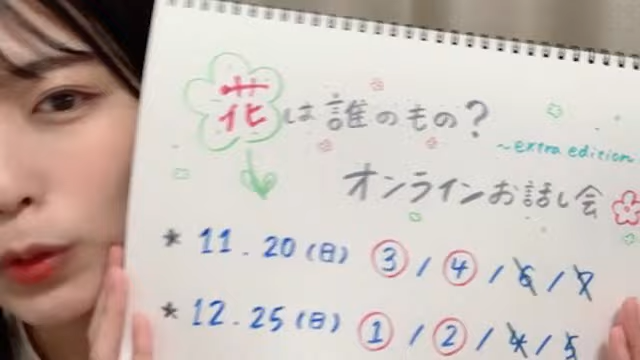 花は誰のもの?
~extra edition~
オンラインお話し会
* 11.20(日) ③/④/6/7
* 12.25(日) ①/②/4/5